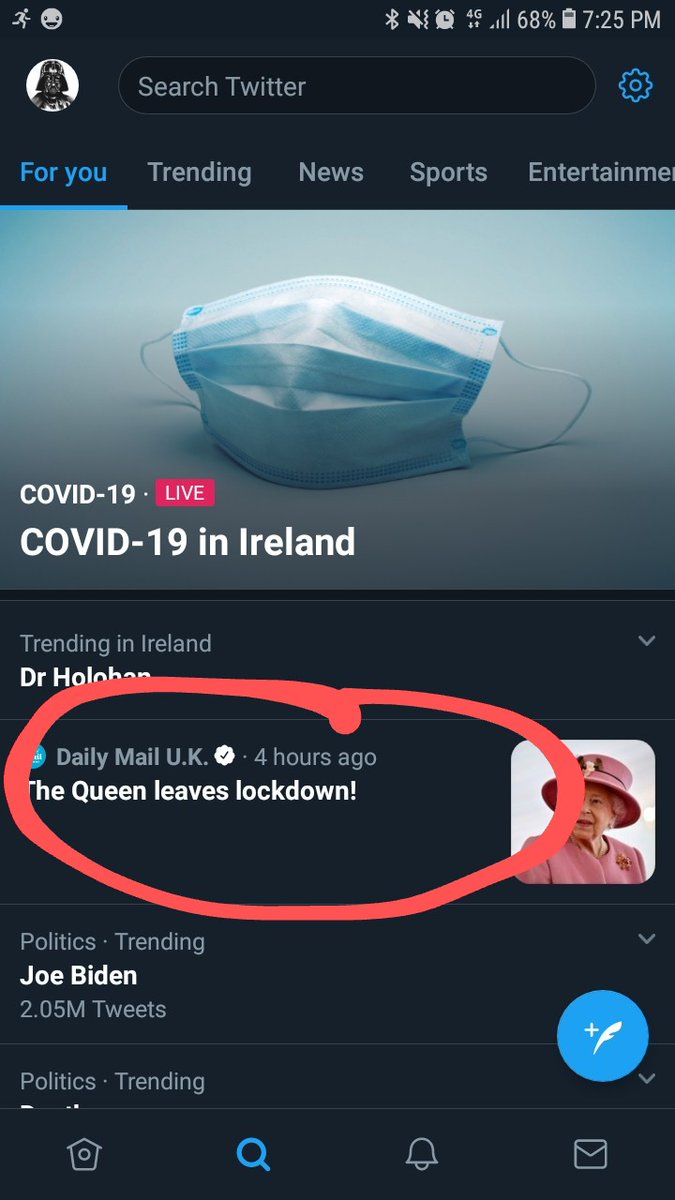 4G 68% 7:25 PM
Search Twitter
For you Trending News Sports Entertainmen
COVID-19 · LIVE
COVID-19 in Ireland
Trending in Ireland
Dr Holohan
Daily Mail U.K. · 4 hours ago
The Queen leaves lockdown!
Politics · Trending
Joe Biden
2.05M Tweets
Politics · Trending